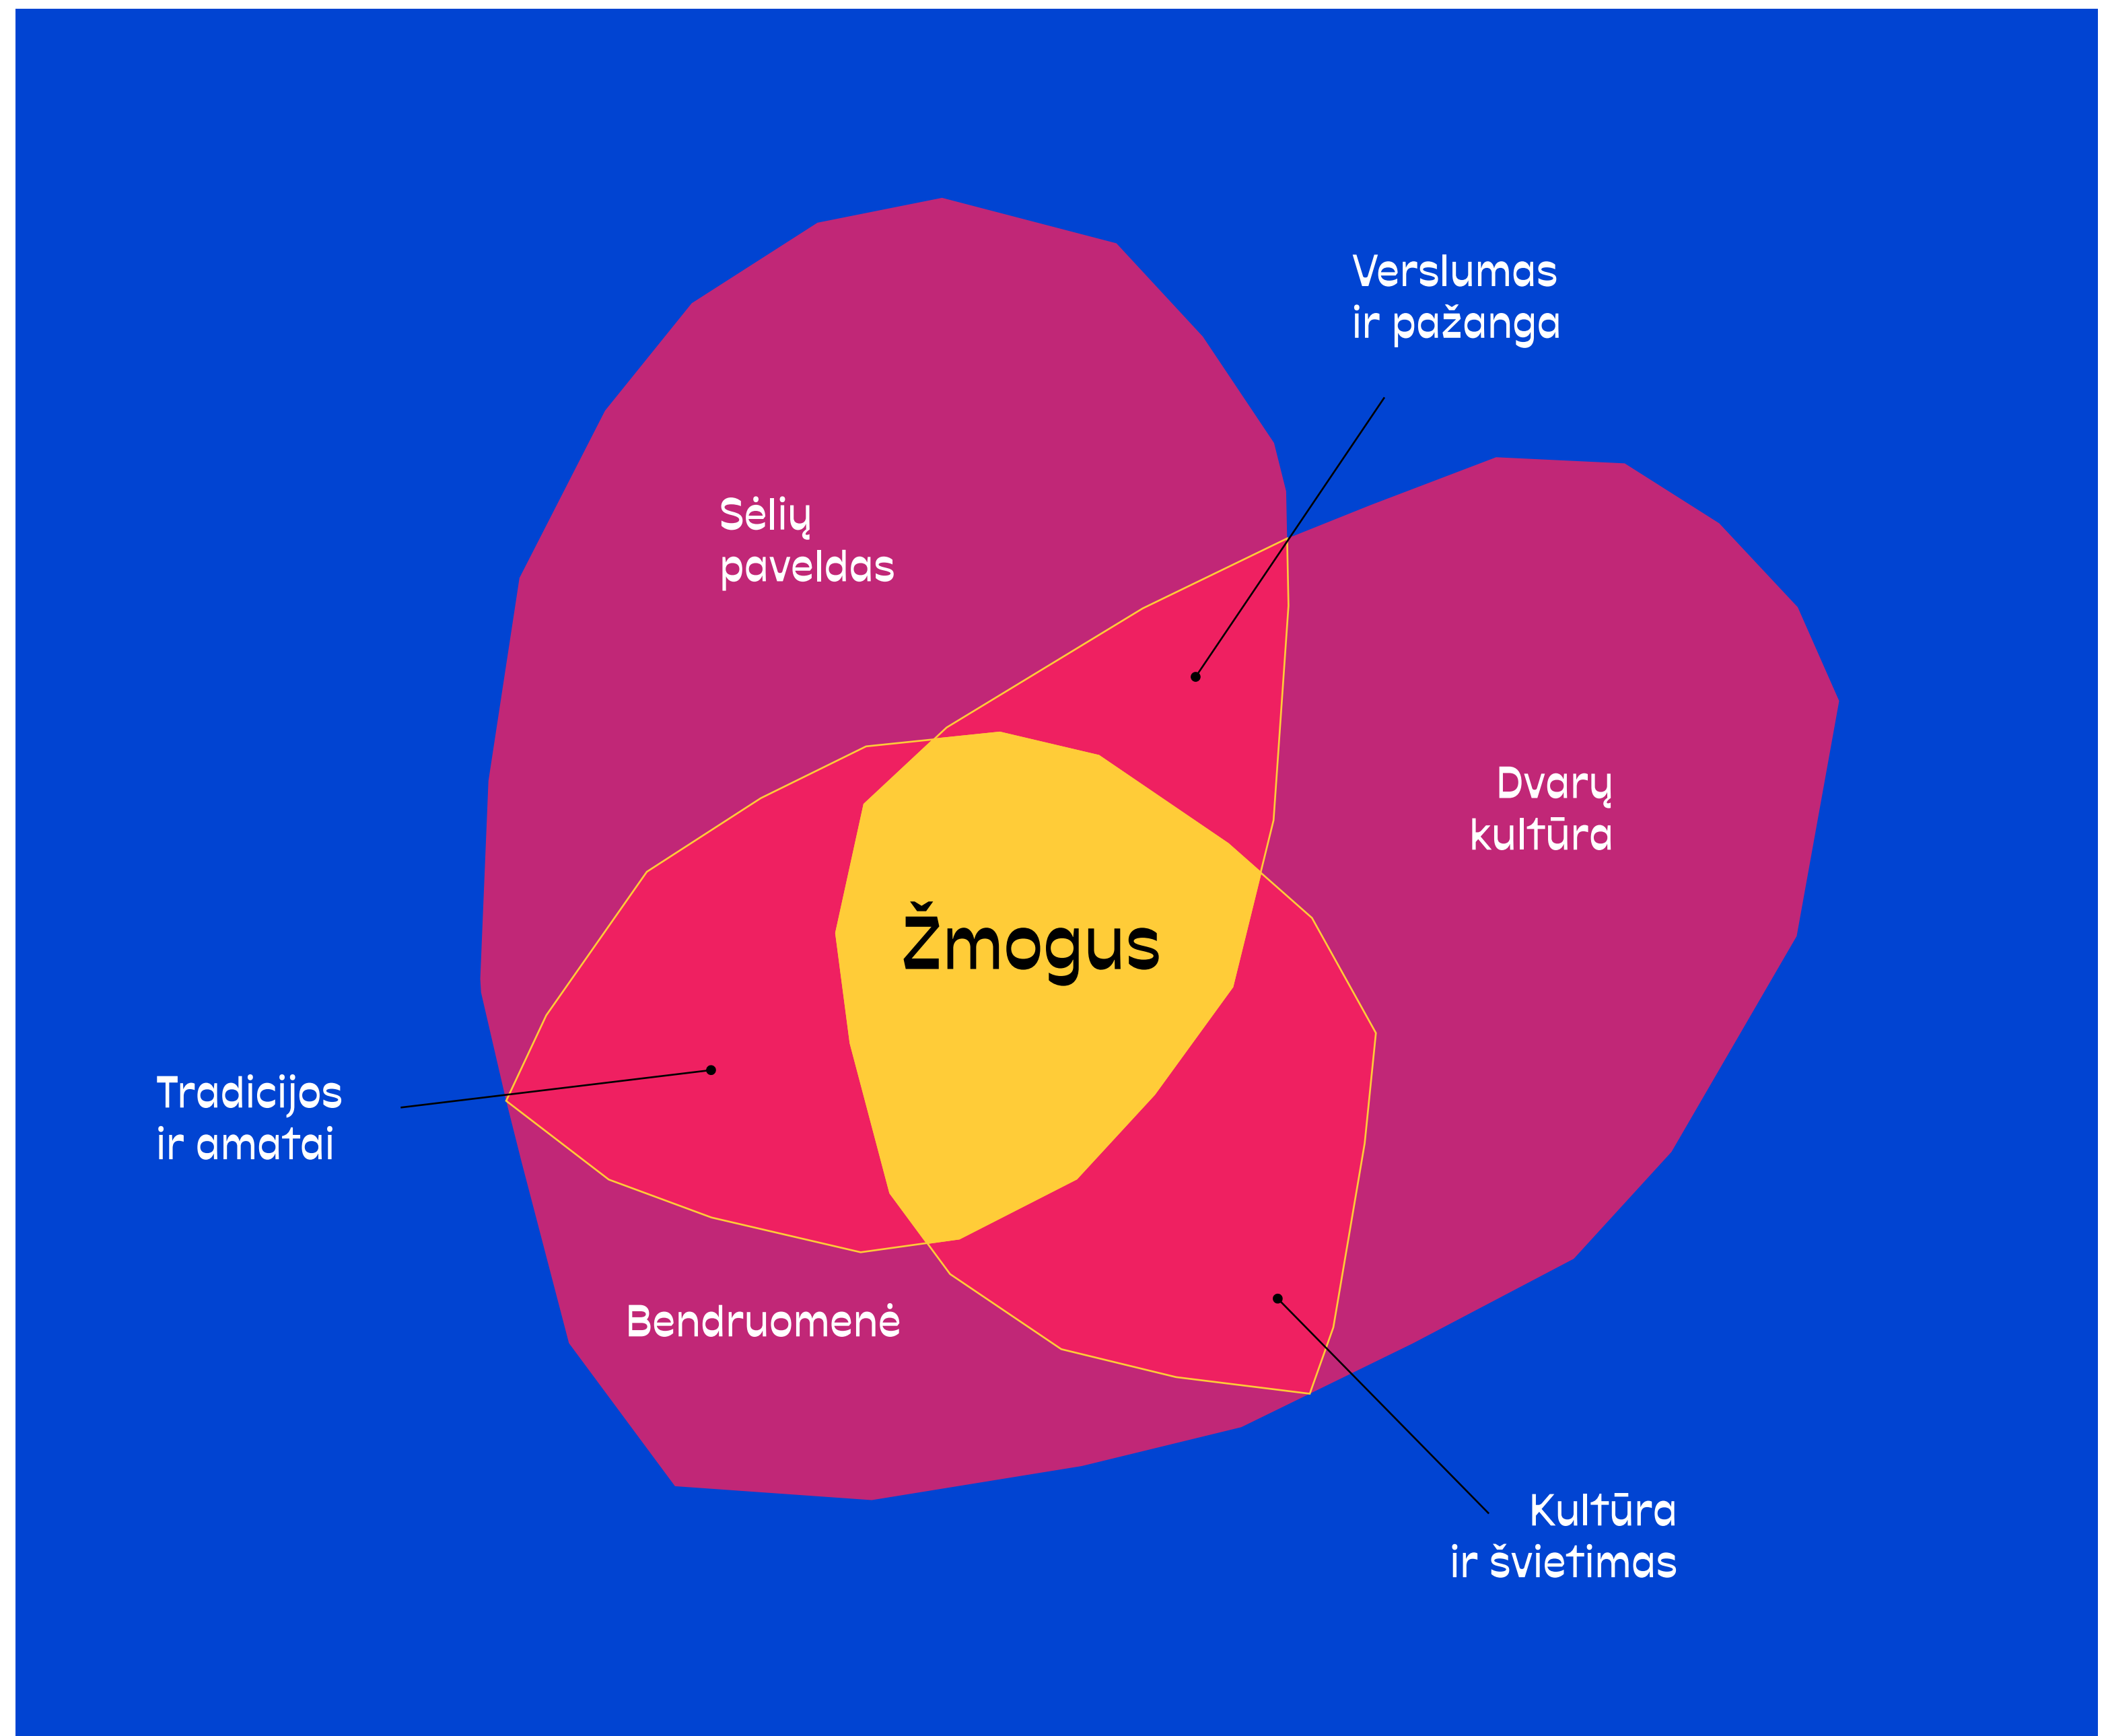 Verslumas
ir pažanga
Sėlių
paveldas
Dvarų
kultūra
Žmogus
Tradicijos
ir amatai
Bendruomenė
Kultūra
ir švietimas